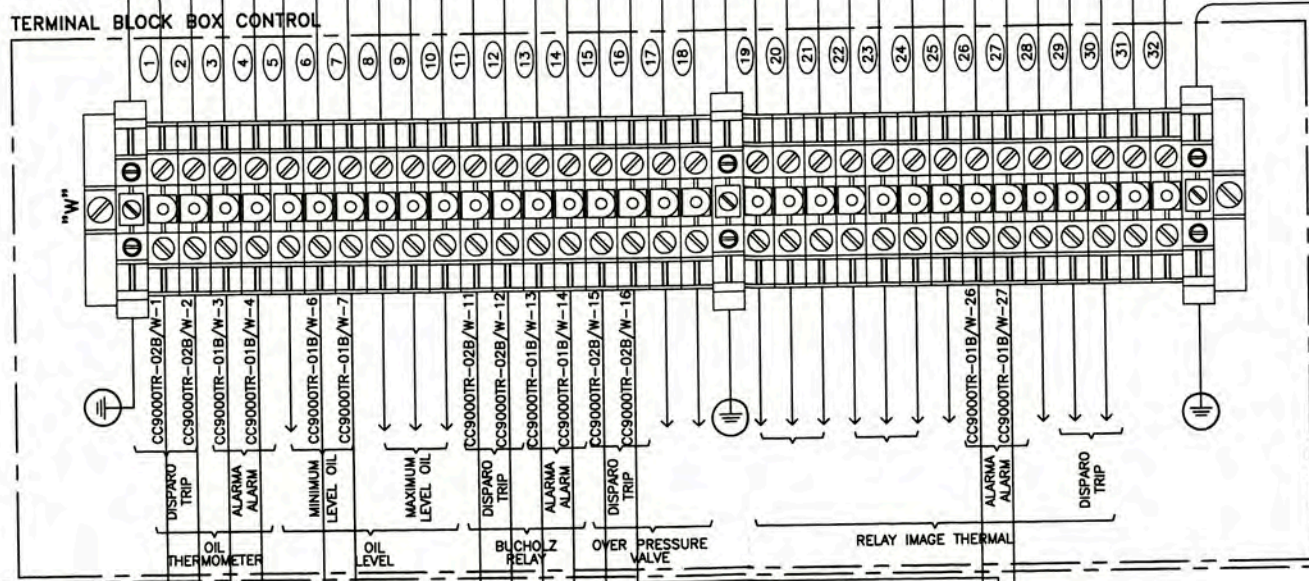 TERMINAL BLOCK BOX CONTROL
1
2
3
4
5
6
7
8
9
10
11
12
13
14
15
16
17
18
19
20
21
22
23
24
25
26
27
28
29
30
31
32
"W"
CC9000TR-02B/W-1
CC9000TR-02B/W-2
CC9000TR-01B/W-3
CC9000TR-01B/W-4
CC9000TR-01B/W-6
CC9000TR-01B/W-7
CC9000TR-02B/W-11
CC9000TR-02B/W-12
CC9000TR-01B/W-13
CC9000TR-01B/W-14
CC9000TR-02B/W-15
CC9000TR-02B/W-16
CC9000TR-01B/W-26
CC9000TR-01B/W-27
DISPARO
TRIP
ALARMA
ALARM
MINIMUM
LEVEL OIL
MAXIMUM
LEVEL OIL
DISPARO
TRIP
ALARMA
ALARM
DISPARO
TRIP
ALARMA
ALARM
DISPARO
TRIP
OIL
THERMOMETER
OIL
LEVEL
BUCHOLZ
RELAY
OVER PRESSURE
VALVE
RELAY IMAGE THERMAL